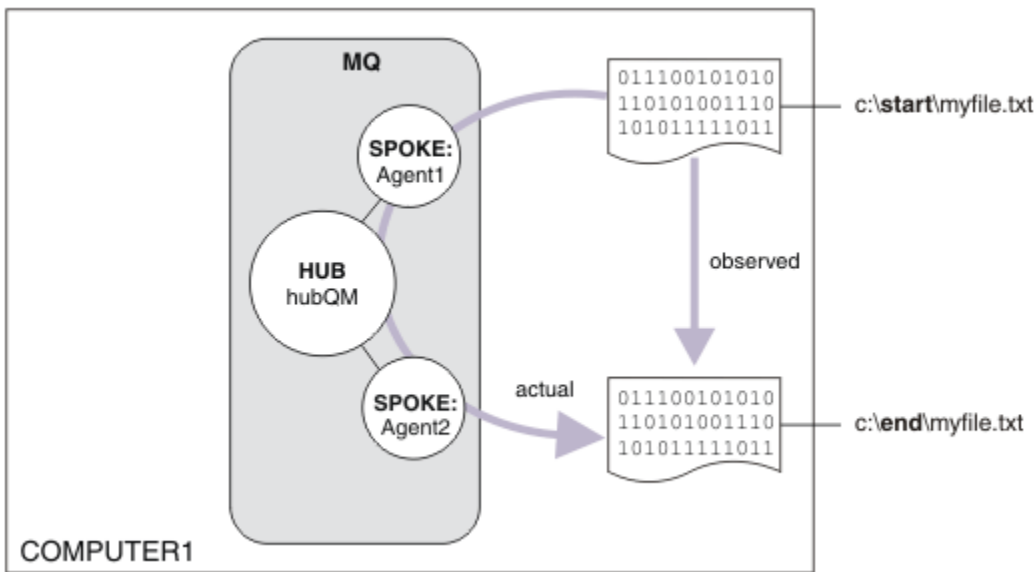 MQ
011100101010
110101001110
101011111011
c:\start\myfile.txt
SPOKE:
Agent1
HUB
hubQM
observed
SPOKE:
Agent2
actual
011100101010
110101001110
101011111011
c:\end\myfile.txt
COMPUTER1